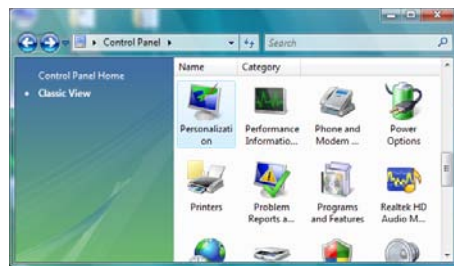 Control Panel
Search
Control Panel Home
Classic View
Name Category
Personalizati
on
Performance
Informatio...
Phone and
Modem ...
Power
Options
Printers
Problem
Reports a...
Programs
and Features
Realtek HD
Audio M...